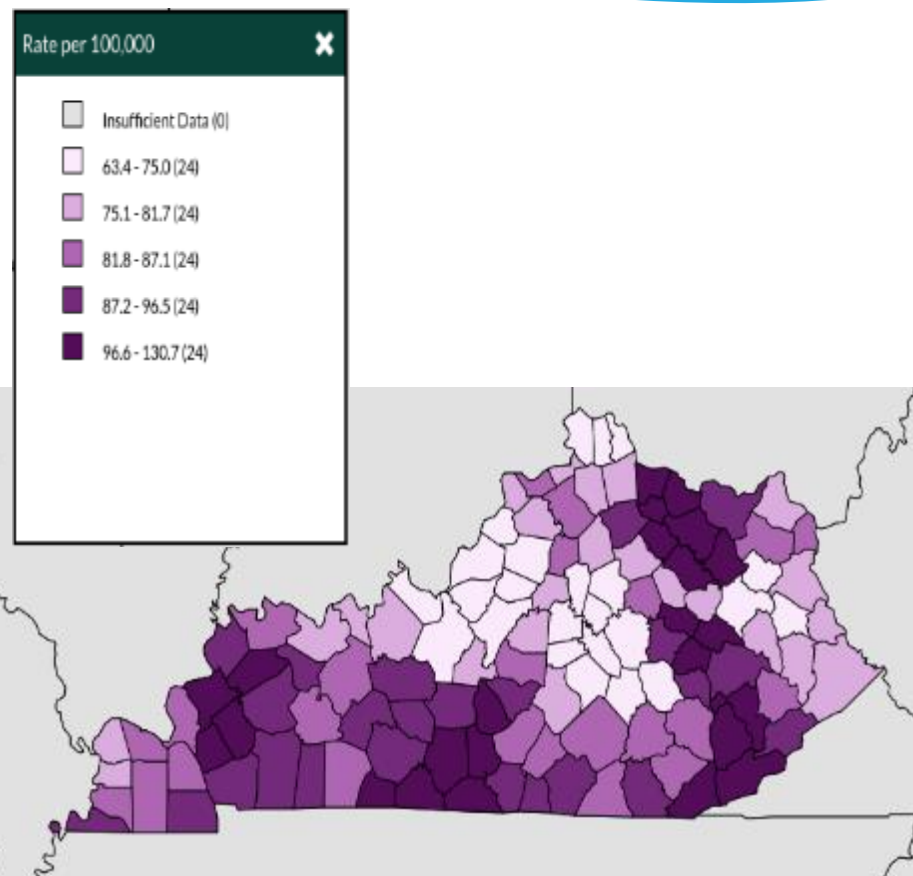 Rate per 100,000
Insufficient Data (0)
63.4 - 75.0 (24)
75.1 - 81.7 (24)
81.8 - 87.1 (24)
87.2 - 96.5 (24)
96.6 - 130.7 (24)